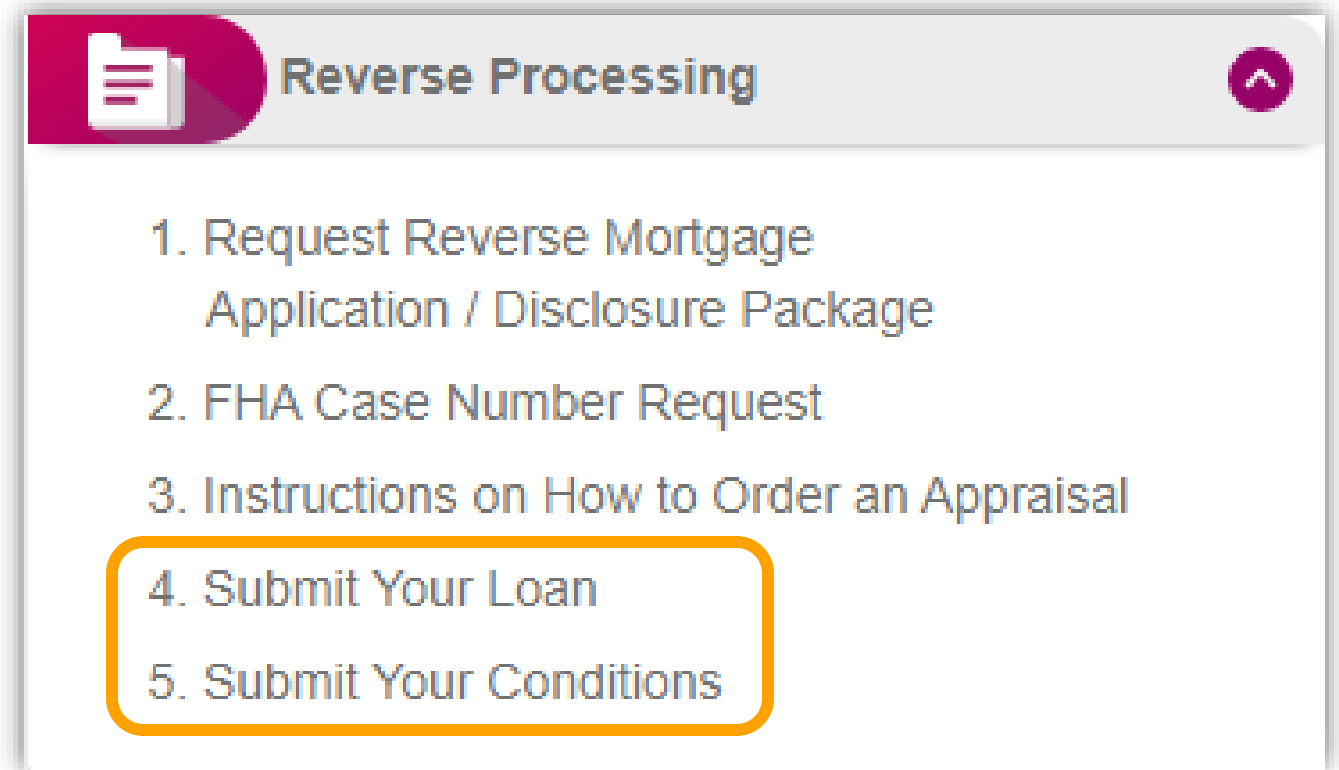 Reverse Processing
1. Request Reverse Mortgage
Application / Disclosure Package
2. FHA Case Number Request
3. Instructions on How to Order an Appraisal
4. Submit Your Loan
5. Submit Your Conditions